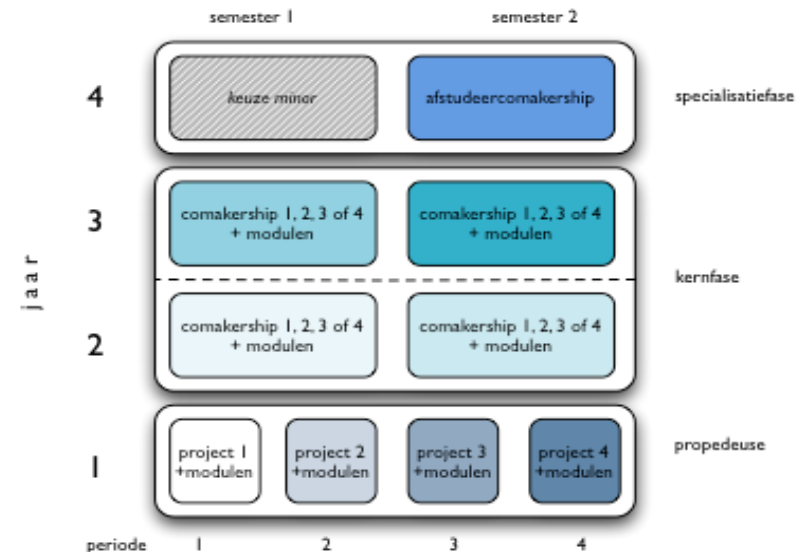 semester 1
semester 2
4
keuze minor
afstudeercomakership
specialisatiefase
3
comakership 1, 2, 3 of 4
+ modulen
comakership 1, 2, 3 of 4
+ modulen
jaar
kernfase
2
comakership 1, 2, 3 of 4
+ modulen
comakership 1, 2, 3 of 4
+ modulen
1
project 1
+modulen
project 2
+modulen
project 3
+modulen
project 4
+modulen
propedeuse
periode
1
2
3
4